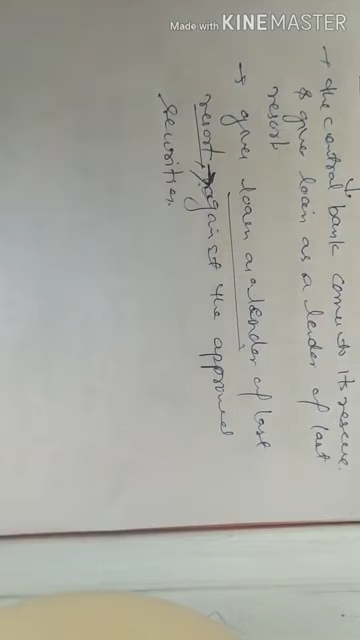 Made with KINEMASTER
→ the central bank comes to its rescue.
& gives loan as a lender of last
resort
→ gives loan as a lender of last
resort, against the approved
securities.